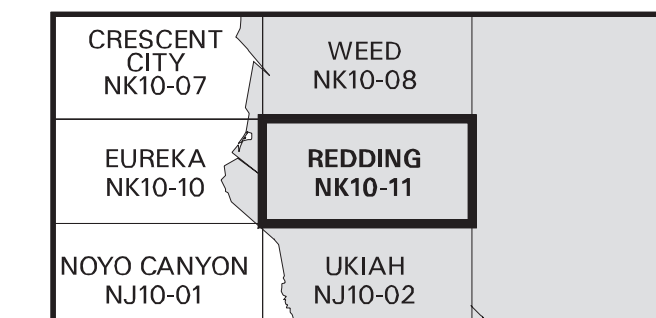 CRESCENT
CITY
NK10-07
WEED
NK10-08
EUREKA
NK10-10
REDDING
NK10-11
NOYO CANYON
NJ10-01
UKIAH
NJ10-02